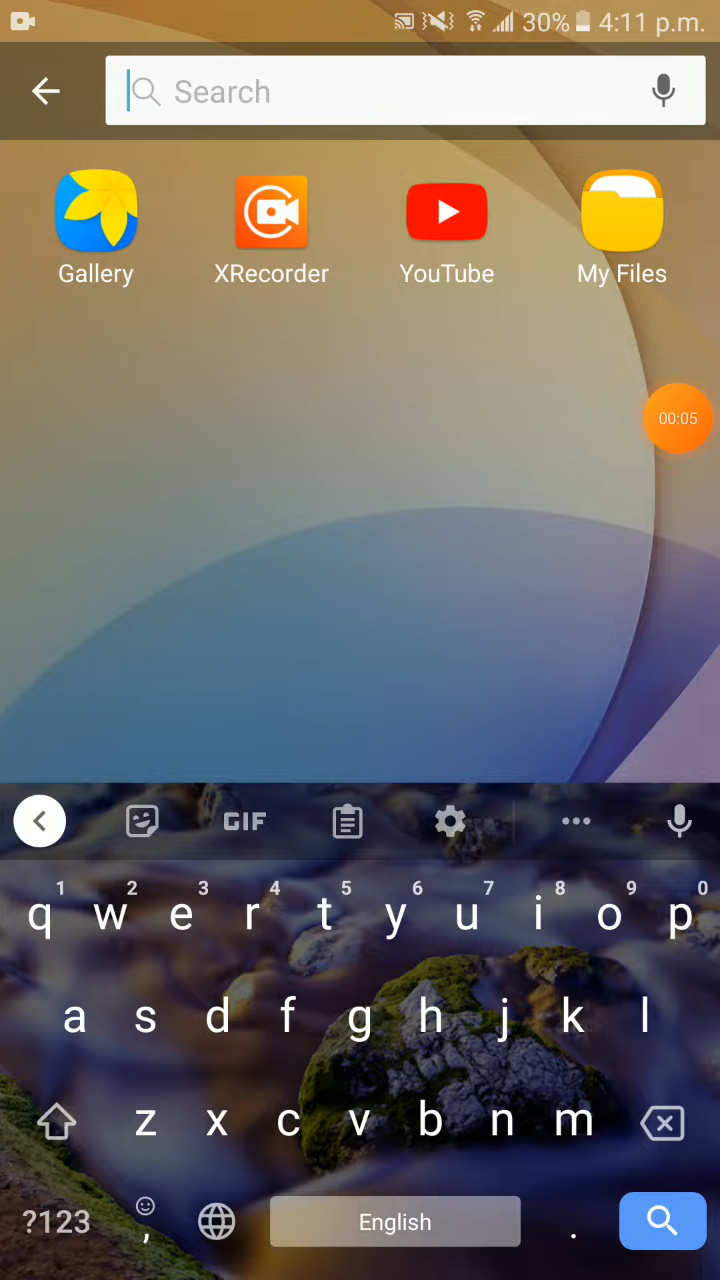 30% 4:11 p.m.
Search
Gallery XRecorder YouTube My Files
00:05
GIF
1 2 3 4 5 6 7 8 9 0
q w e r t y u i o p
a s d f g h j k l
z x c v b n m
?123 , English .